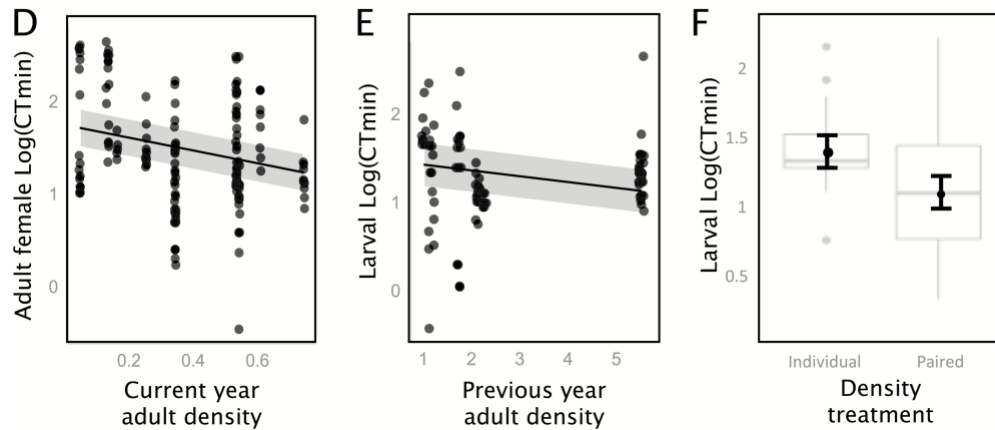 D
Adult female Log(CTmin)
2
1
0
0.2 0.4 0.6
Current year
adult density
E
Larval Log(CTmin)
2
1
0
1 2 3 4 5
Previous year
adult density
F
Larval Log(CTmin)
2
1.5
1
0.5
Individual Paired
Density
treatment